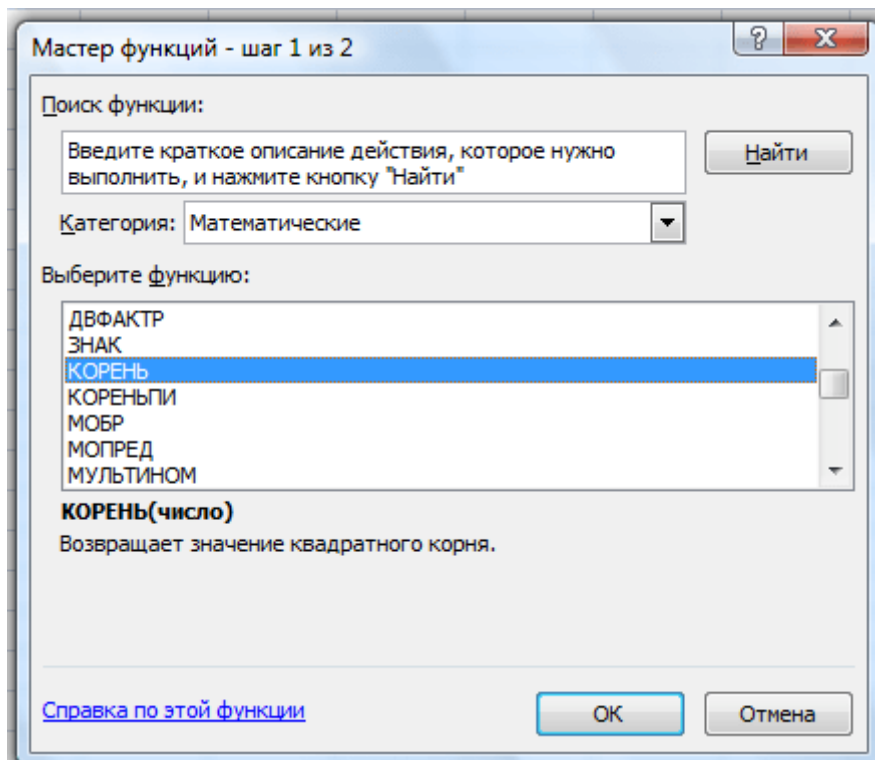 Мастер функций - шаг 1 из 2
Поиск функции:
Введите краткое описание действия, которое нужно
выполнить, и нажмите кнопку "Найти"
Найти
Категория: Математические
Выберите функцию:
ДВФАКТР
ЗНАК
КОРЕНЬ
КОРЕНЬПИ
МОБР
МОПРЕД
МУЛЬТИНОМ
КОРЕНЬ(число)
Возвращает значение квадратного корня.
Справка по этой функции
ОК
Отмена